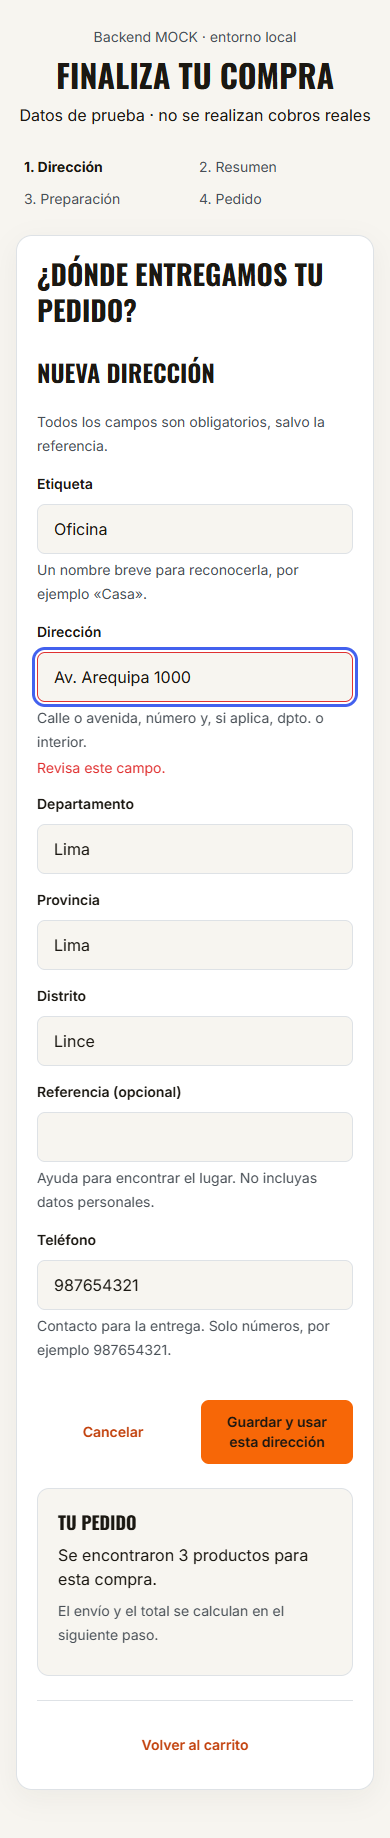 Backend MOCK · entorno local
FINALIZA TU COMPRA
Datos de prueba · no se realizan cobros reales
1. Dirección
2. Resumen
3. Preparación
4. Pedido
¿DÓNDE ENTREGAMOS TU
PEDIDO?
NUEVA DIRECCIÓN
Todos los campos son obligatorios, salvo la
referencia.
Etiqueta
Oficina
Un nombre breve para reconocerla, por
ejemplo «Casa».
Dirección
Av. Arequipa 1000
Calle o avenida, número y, si aplica, dpto. o
interior.
Revisa este campo.
Departamento
Lima
Provincia
Lima
Distrito
Lince
Referencia (opcional)
Ayuda para encontrar el lugar. No incluyas
datos personales.
Teléfono
987654321
Contacto para la entrega. Solo números, por
ejemplo 987654321.
Cancelar
Guardar y usar
esta dirección
TU PEDIDO
Se encontraron 3 productos para
esta compra.
El envío y el total se calculan en el
siguiente paso.
Volver al carrito